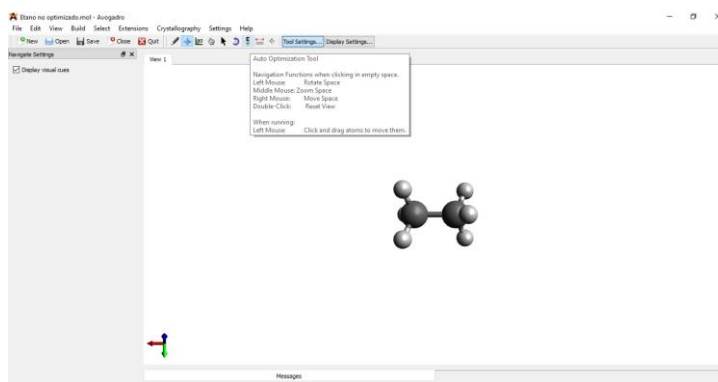 Etano no optimizado.mol - Avogadro
File Edit View Build Select Extensions Crystallography Settings Help
New Open Save Close Quit Tool Settings... Display Settings...
Navigate Settings
Display visual cues
View 1
Auto Optimization Tool
Navigation Functions when clicking in empty space.
Left Mouse: Rotate Space
Middle Mouse: Zoom Space
Right Mouse: Move Space
Double-Click: Reset View
When running:
Left Mouse: Click and drag atoms to move them.
Messages